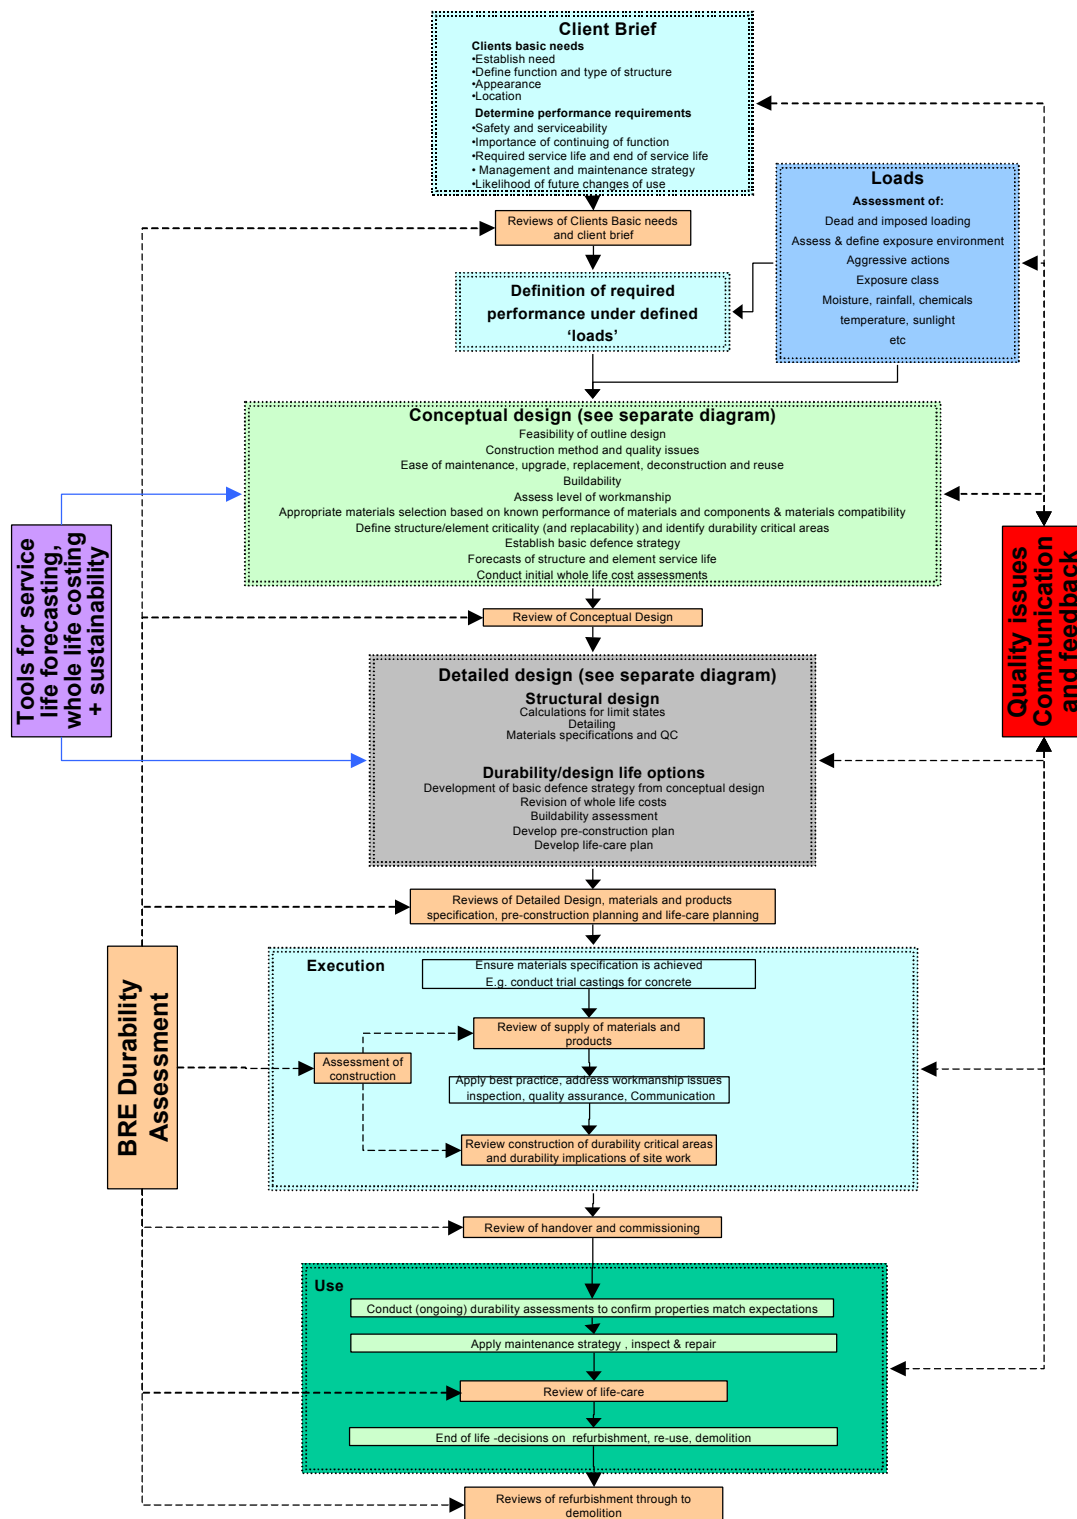 Client Brief
Clients basic needs
•Establish need
•Define function and type of structure
•Appearance
•Location
Determine performance requirements
•Safety and serviceability
•Importance of continuing of function
•Required service life and end of service life
• Management and maintenance strategy
•Likelihood of future changes of use
Loads
Assessment of:
Dead and imposed loading
Assess & define exposure environment
Aggressive actions
Exposure class
Moisture, rainfall, chemicals
temperature, sunlight
etc
Reviews of Clients Basic needs
and client brief
Definition of required
performance under defined
‘loads’
Conceptual design (see separate diagram)
Feasibility of outline design
Construction method and quality issues
Ease of maintenance, upgrade, replacement, deconstruction and reuse
Buildability
Assess level of workmanship
Appropriate materials selection based on known performance of materials and components & materials compatibility
Define structure/element criticality (and replacability) and identify durability critical areas
Establish basic defence strategy
Forecasts of structure and element service life
Conduct initial whole life cost assessments
Tools for service
life forecasting,
whole life costing
+ sustainability
Quality issues
Communication
and feedback
Review of Conceptual Design
Detailed design (see separate diagram)
Structural design
Calculations for limit states
Detailing
Materials specifications and QC
Durability/design life options
Development of basic defence strategy from conceptual design
Revision of whole life costs
Buildability assessment
Develop pre-construction plan
Develop life-care plan
Reviews of Detailed Design, materials and products
specification, pre-construction planning and life-care planning
BRE Durability
Assessment
Execution
Ensure materials specification is achieved
E.g. conduct trial castings for concrete
Review of supply of materials and
products
Assessment of
construction
Apply best practice, address workmanship issues
inspection, quality assurance, Communication
Review construction of durability critical areas
and durability implications of site work
Review of handover and commissioning
Use
Conduct (ongoing) durability assessments to confirm properties match expectations
Apply maintenance strategy , inspect & repair
Review of life-care
End of life -decisions on refurbishment, re-use, demolition
Reviews of refurbishment through to
demolition